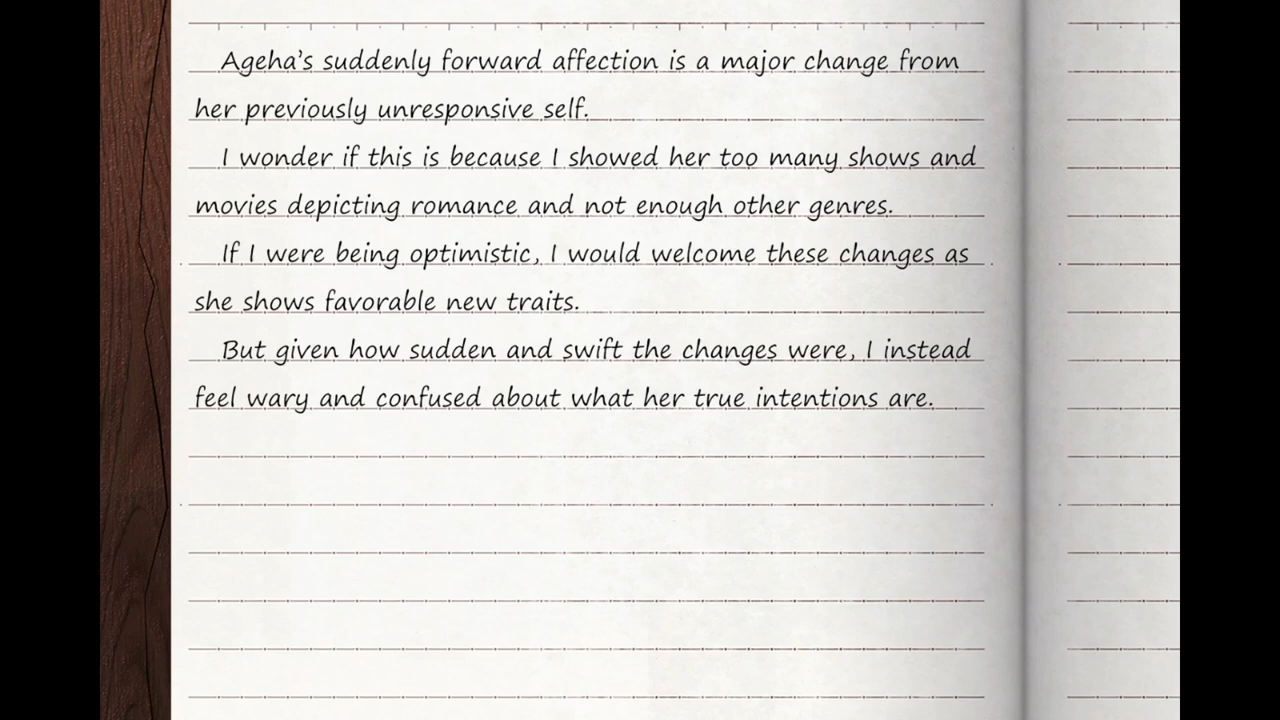 Ageha’s suddenly forward affection is a major change from
her previously unresponsive self.
I wonder if this is because I showed her too many shows and
movies depicting romance and not enough other genres.
If I were being optimistic, I would welcome these changes as
she shows favorable new traits.
But given how sudden and swift the changes were, I instead
feel wary and confused about what her true intentions are.